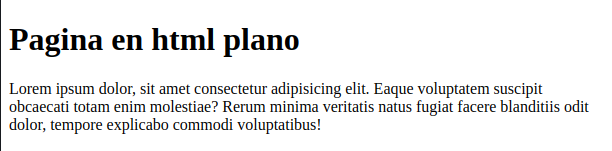 Pagina en html plano
Lorem ipsum dolor, sit amet consectetur adipisicing elit. Eaque voluptatem suscipit
obcaecati totam enim molestiae? Rerum minima veritatis natus fugiat facere blanditiis odit
dolor, tempore explicabo commodi voluptatibus!